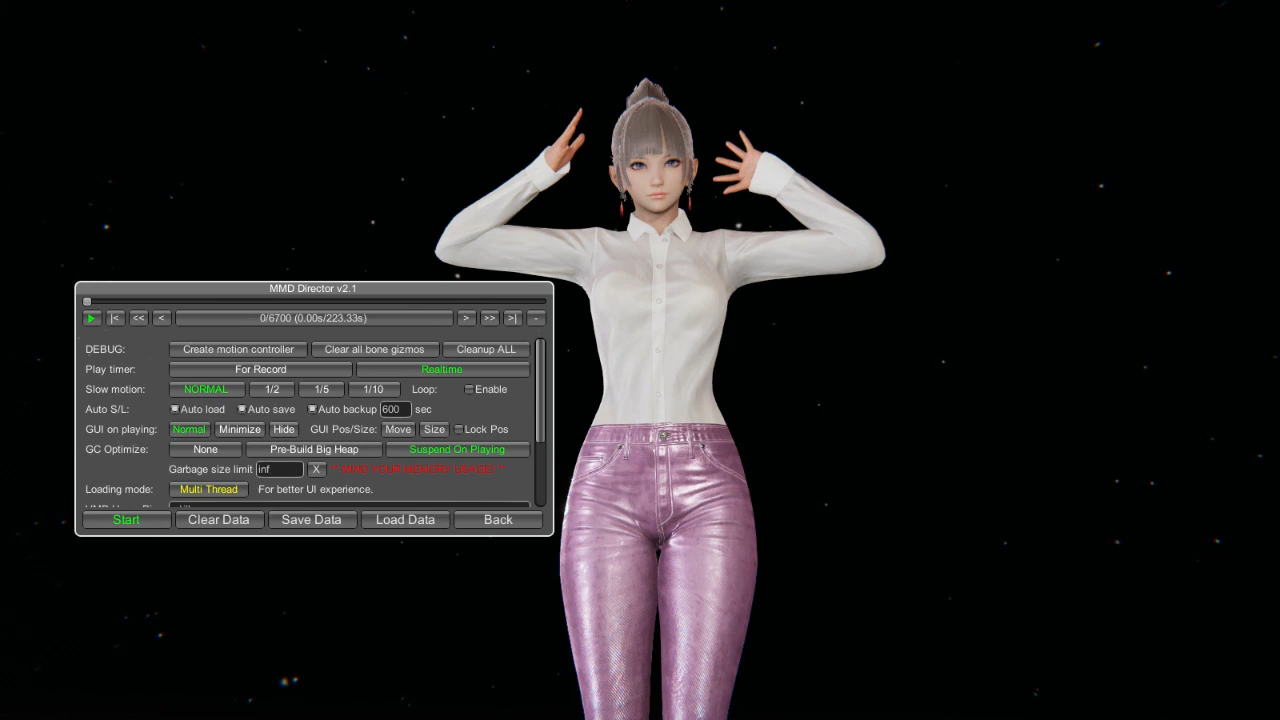 MMD Director v2.1
|< << < 0/6700 (0.00s/223.33s) > >> >| -
DEBUG: Create motion controller Clear all bone gizmos Cleanup ALL
Play timer: For Record Realtime
Slow motion: NORMAL 1/2 1/5 1/10 Loop: Enable
Auto S/L: Auto load Auto save Auto backup 600 sec
GUI on playing: Normal Minimize Hide GUI Pos/Size: Move Size Lock Pos
GC Optimize: None Pre-Build Big Heap Suspend On Playing
Garbage size limit inf X ** MIND YOUR MEMORY USAGE! **
Loading mode: Multi Thread For better UI experience.
Start Clear Data Save Data Load Data Back